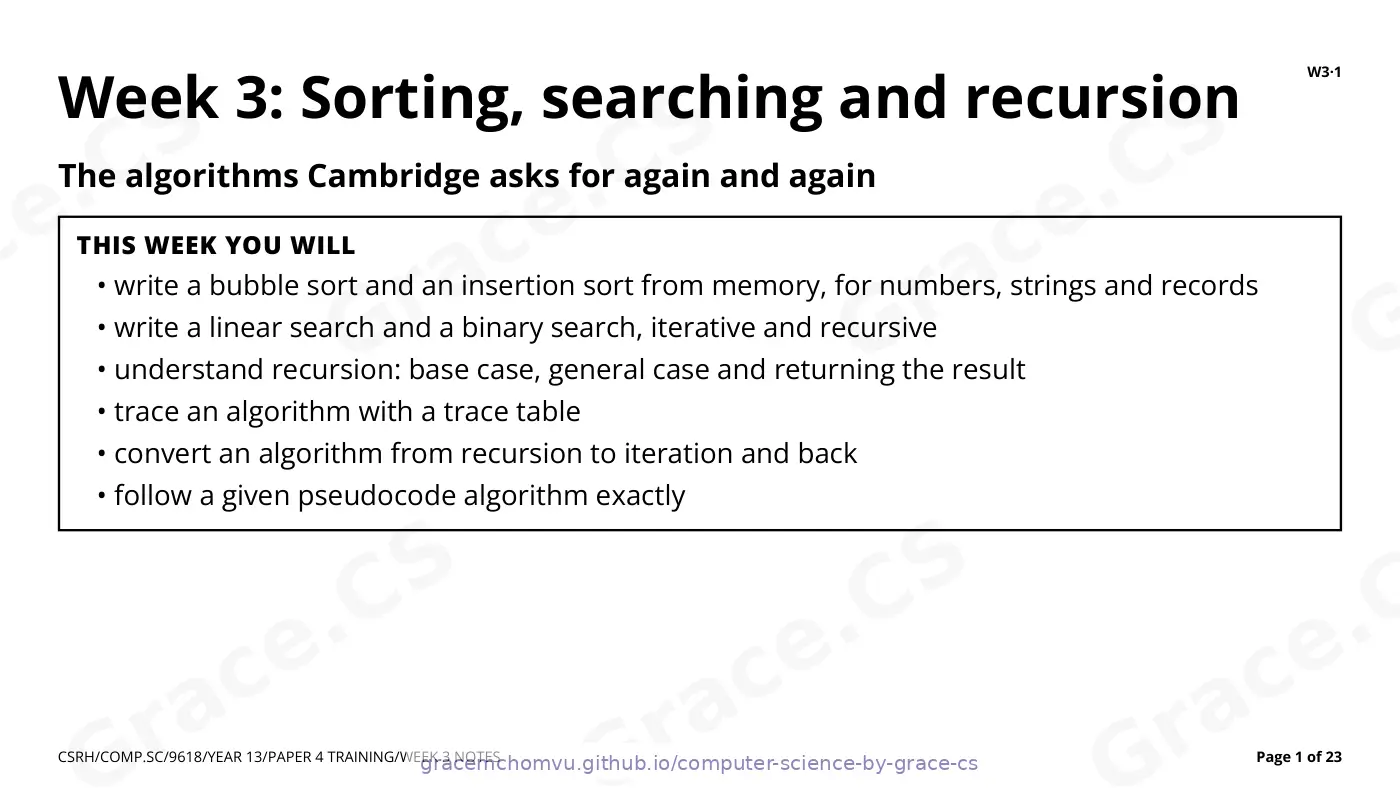 W3·1
Week 3: Sorting, searching and recursion
The algorithms Cambridge asks for again and again
THIS WEEK YOU WILL
• write a bubble sort and an insertion sort from memory, for numbers, strings and records
• write a linear search and a binary search, iterative and recursive
• understand recursion: base case, general case and returning the result
• trace an algorithm with a trace table
• convert an algorithm from recursion to iteration and back
• follow a given pseudocode algorithm exactly
CSRH/COMP.SC/9618/YEAR 13/PAPER 4 TRAINING/WEEK 3 NOTES
gracemchomvu.github.io/computer-science-by-grace-cs
Page 1 of 23
Grace.CS